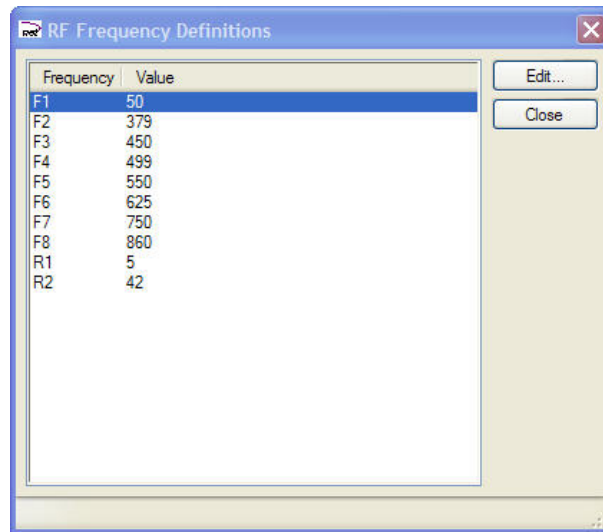 RF Frequency Definitions
Frequency Value
Edit...
Close
F1 50
F2 379
F3 450
F4 499
F5 550
F6 625
F7 750
F8 860
R1 5
R2 42